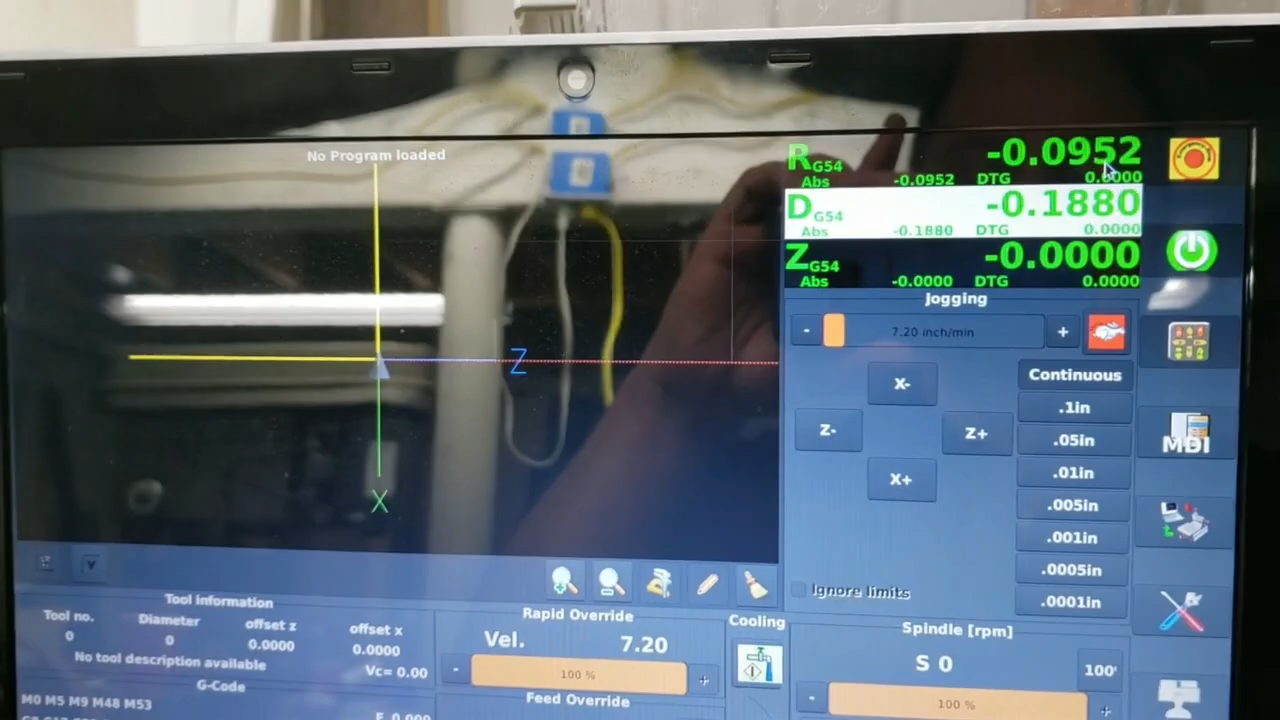 No Program loaded
R G54 -0.0952
Abs -0.0952 DTG 0.0000
D G54 -0.1880
Abs -0.1880 DTG 0.0000
Z G54 -0.0000
Abs -0.0000 DTG 0.0000
Jogging
- 7.20 inch/min +
X-
Z- Z+
X+
Continuous
.1in
.05in
.01in
.005in
.001in
.0005in
.0001in
Ignore limits
MDI
Z
X
Tool information
Tool no. Diameter offset z offset x
0 0 0.0000 0.0000
No tool description available Vc= 0.00
G-Code
M0 M5 M9 M48 M53
Rapid Override
Vel. 7.20
- 100 % +
Feed Override
Cooling
Spindle [rpm]
S 0 100
- 100 % +